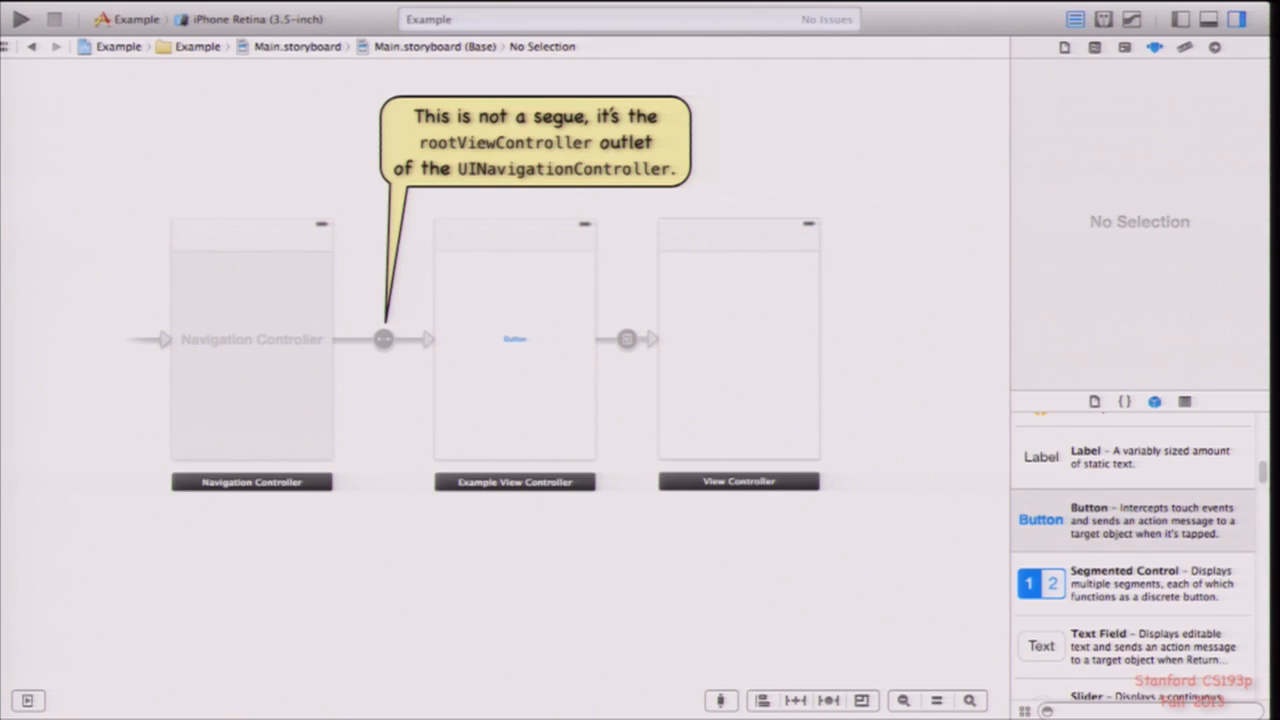 Example
iPhone Retina (3.5-inch)
Example
No Issues
Example
Example
Main.storyboard
Main.storyboard (Base)
No Selection
This is not a segue, it's the
rootViewController outlet
of the UINavigationController.
No Selection
Navigation Controller
Button
Navigation Controller
Example View Controller
View Controller
Label
Label – A variably sized amount
of static text.
Button
Button – Intercepts touch events
and sends an action message to a
target object when it's tapped.
1 2
Segmented Control – Displays
multiple segments, each of which
functions as a discrete button.
Text
Text Field – Displays editable
text and sends an action message
to a target object when Return...
Slider – Displays a continuous
Stanford CS193p
Fall 2013